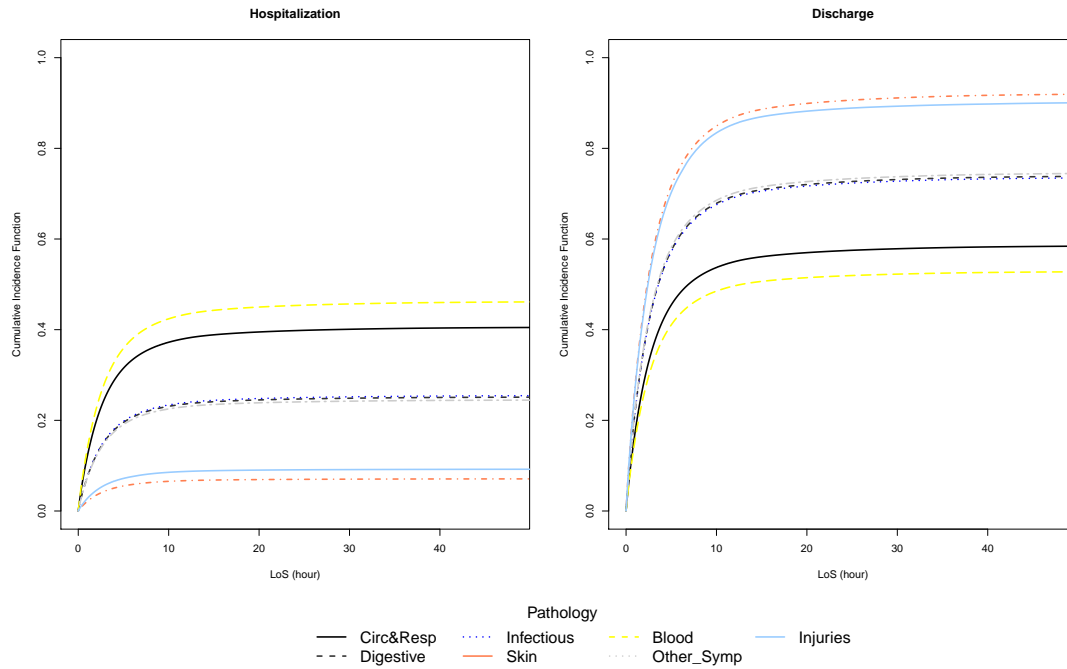 Hospitalization
Discharge
Cumulative Incidence Function
1.0
0.8
0.6
0.4
0.2
0.0
0 10 20 30 40
LoS (hour)
Cumulative Incidence Function
1.0
0.8
0.6
0.4
0.2
0.0
0 10 20 30 40
LoS (hour)
Pathology
Circ&Resp Infectious Blood Injuries
Digestive Skin Other_Symp